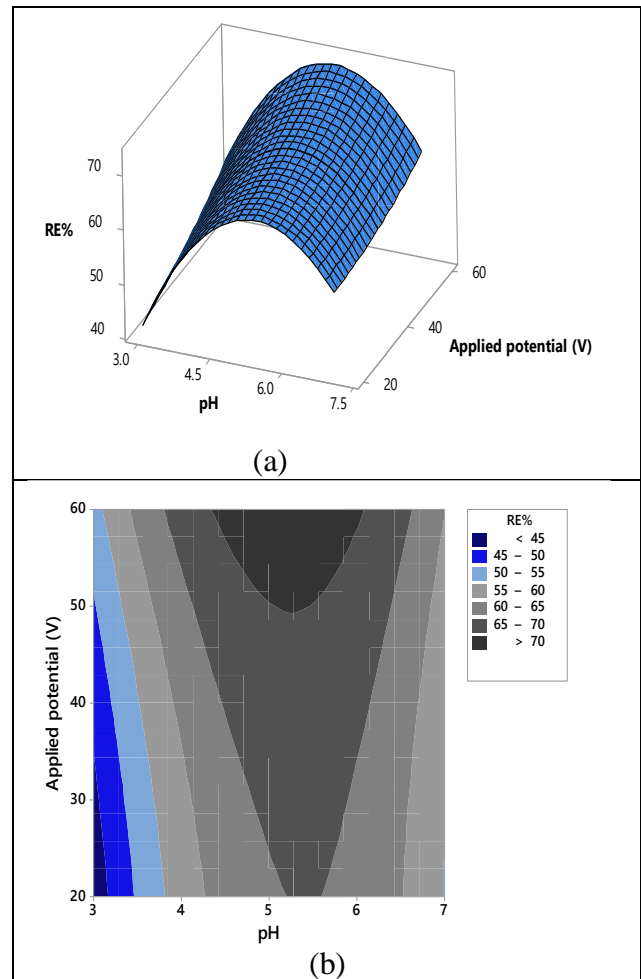 70
60
RE%
50
40
3.0
4.5
6.0
7.5
pH
20
40
60
Applied potential (V)
(a)
60
50
40
30
20
Applied potential (V)
3 4 5 6 7
pH
RE%
< 45
45 – 50
50 – 55
55 – 60
60 – 65
65 – 70
> 70
(b)